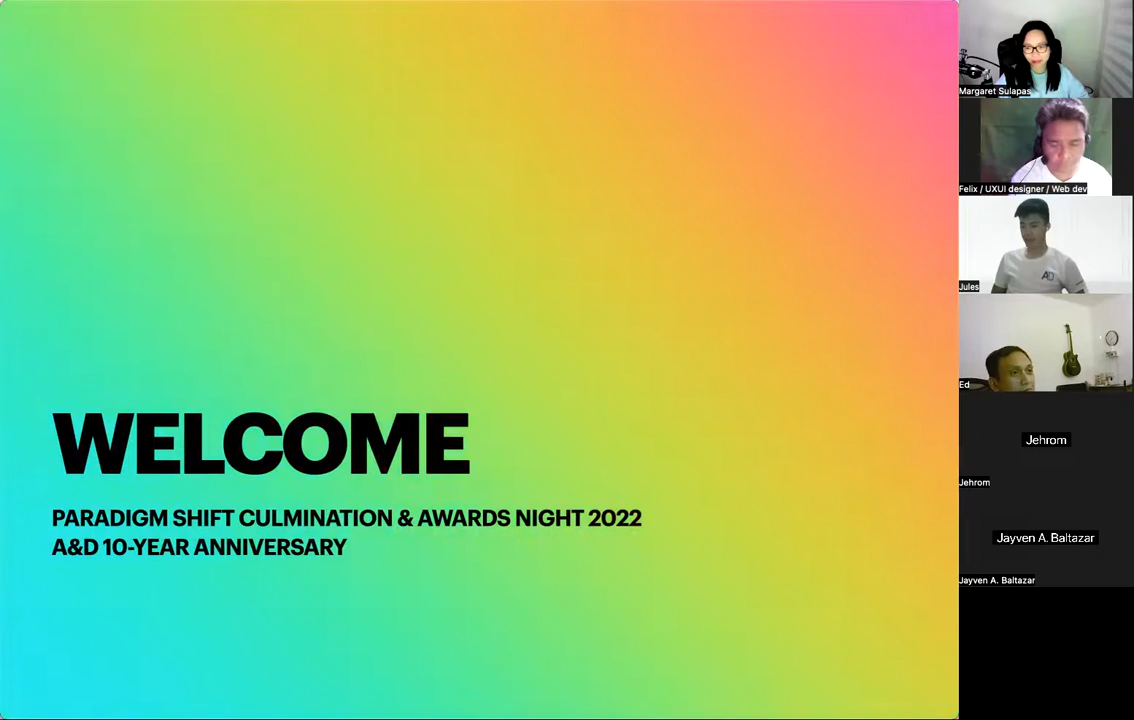 WELCOME
PARADIGM SHIFT CULMINATION & AWARDS NIGHT 2022
A&D 10-YEAR ANNIVERSARY
Margaret Sulapas
Felix / UXUI designer / Web dev
AD
Jules
Ed
Jehrom
Jehrom
Jayven A. Baltazar
Jayven A. Baltazar